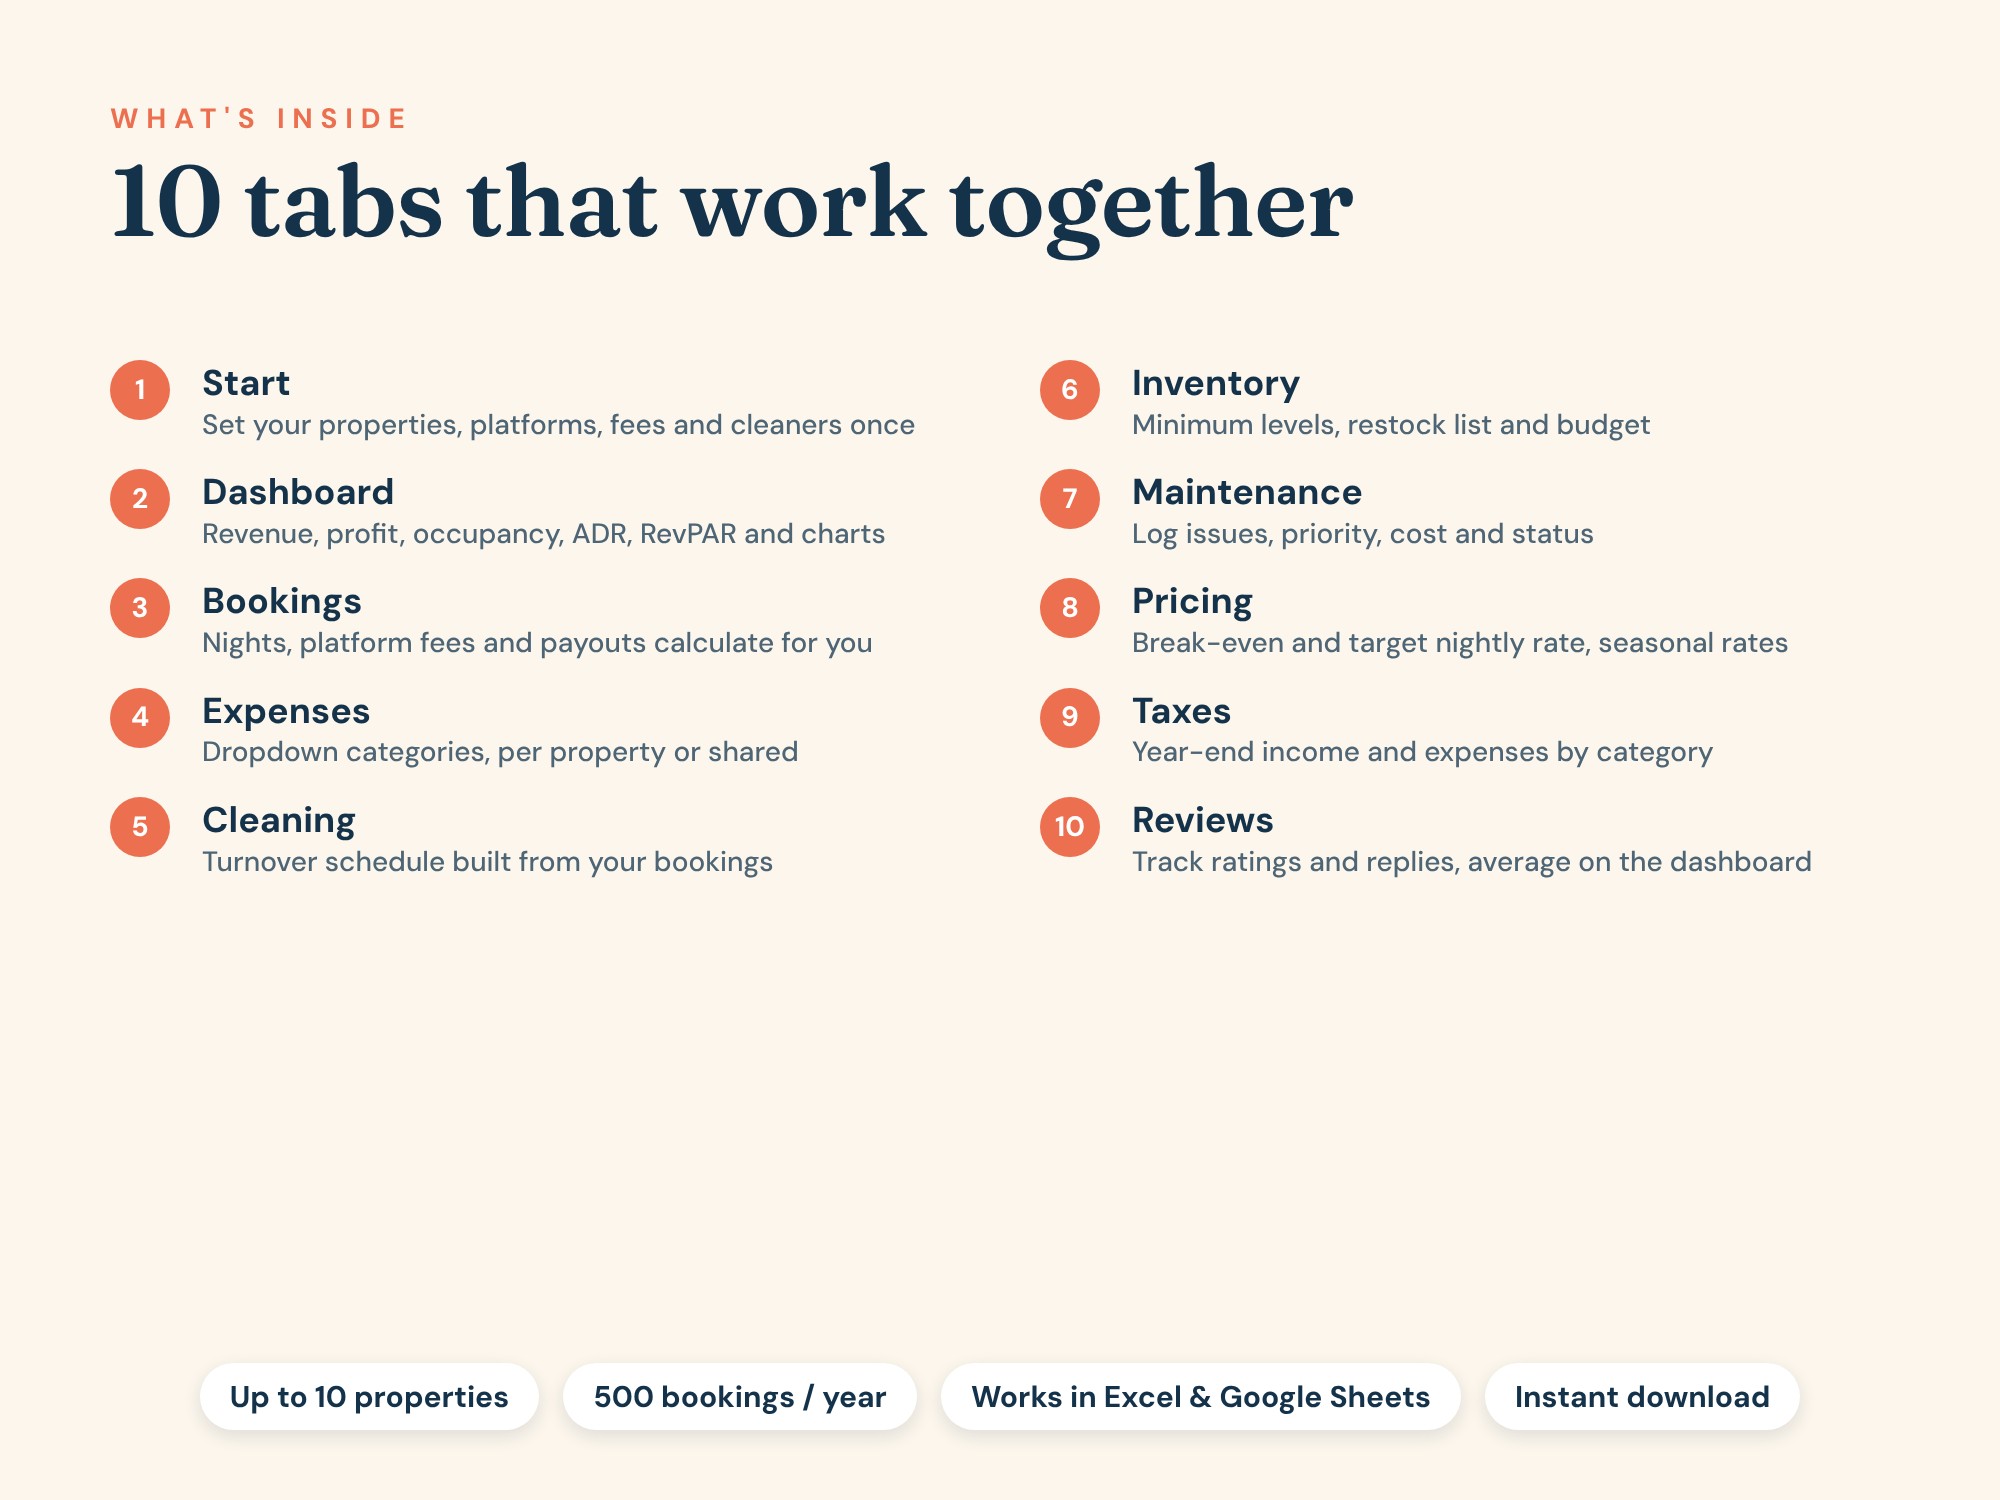 WHAT'S INSIDE
10 tabs that work together
1
Start
Set your properties, platforms, fees and cleaners once
2
Dashboard
Revenue, profit, occupancy, ADR, RevPAR and charts
3
Bookings
Nights, platform fees and payouts calculate for you
4
Expenses
Dropdown categories, per property or shared
5
Cleaning
Turnover schedule built from your bookings
6
Inventory
Minimum levels, restock list and budget
7
Maintenance
Log issues, priority, cost and status
8
Pricing
Break-even and target nightly rate, seasonal rates
9
Taxes
Year-end income and expenses by category
10
Reviews
Track ratings and replies, average on the dashboard
Up to 10 properties
500 bookings / year
Works in Excel & Google Sheets
Instant download